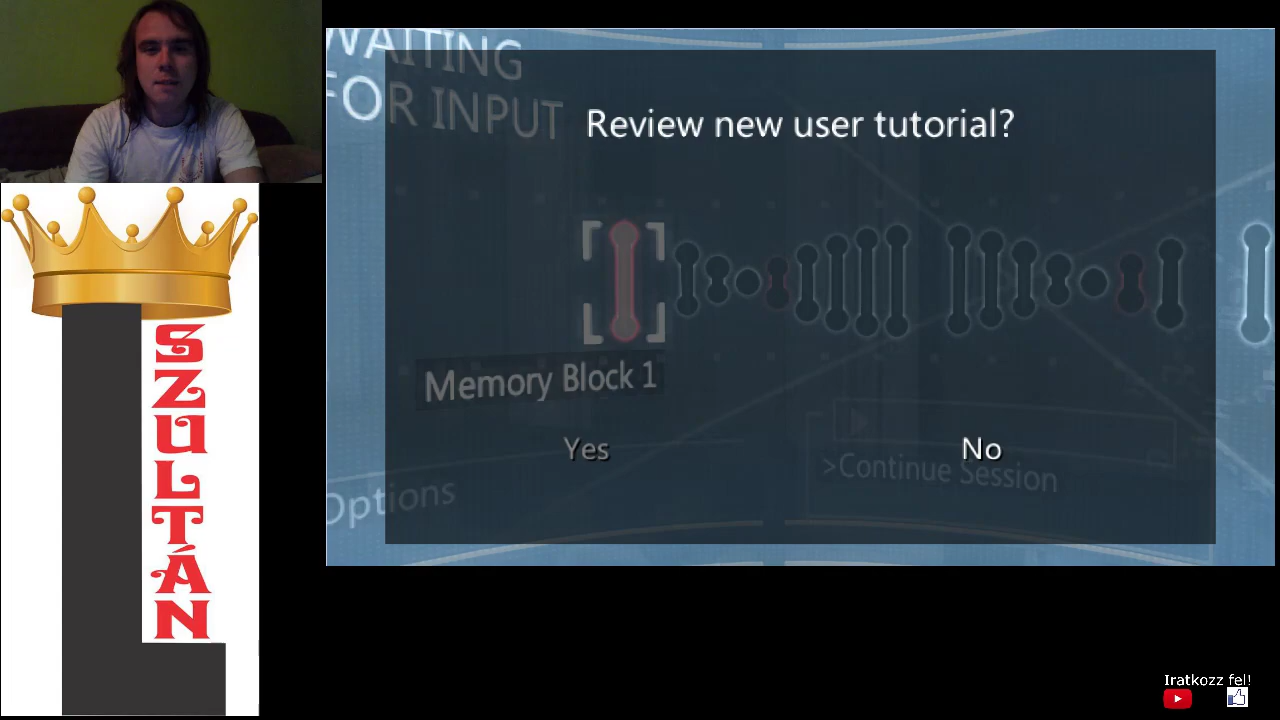 WAITING
FOR INPUT
Review new user tutorial?
Memory Block 1
Yes
No
>Continue Session
Options
L
SZULTÁN
Iratkozz fel!